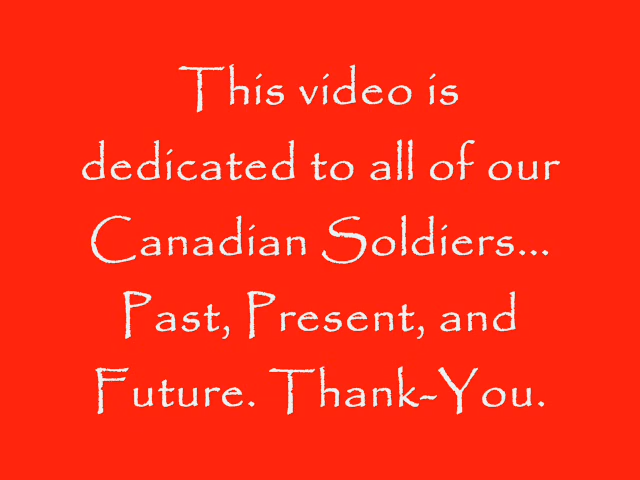 This video is
dedicated to all of our
Canadian Soldiers...
Past, Present, and
Future. Thank-You.